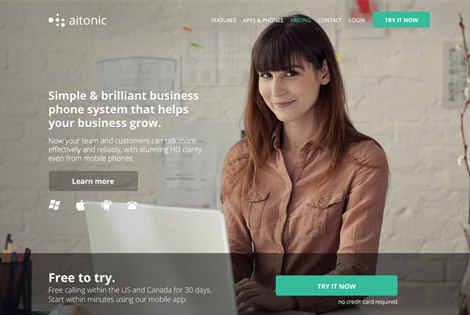 aitonic
FEATURES APPS & PHONES PRICING CONTACT LOGIN TRY IT NOW
Simple & brilliant business
phone system that helps
your business grow.
Now your team and customers can talk more
effectively and reliably, with stunning HD clarity
even from mobile phones.
Learn more
Free to try.
Free calling within the US and Canada for 30 days.
Start within minutes using our mobile app.
TRY IT NOW
no credit card required